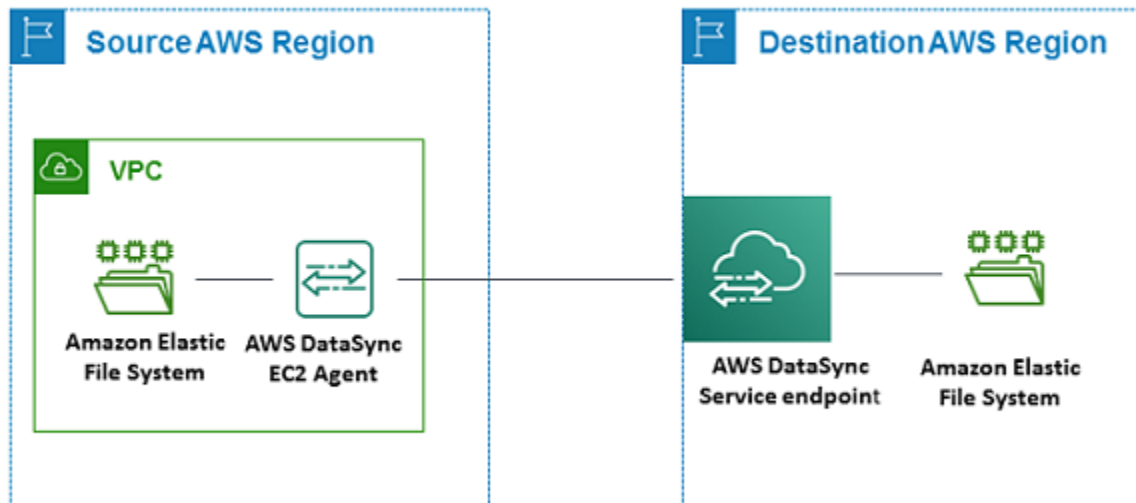 Source AWS Region
Destination AWS Region
VPC
Amazon Elastic
File System
AWS DataSync
EC2 Agent
AWS DataSync
Service endpoint
Amazon Elastic
File System